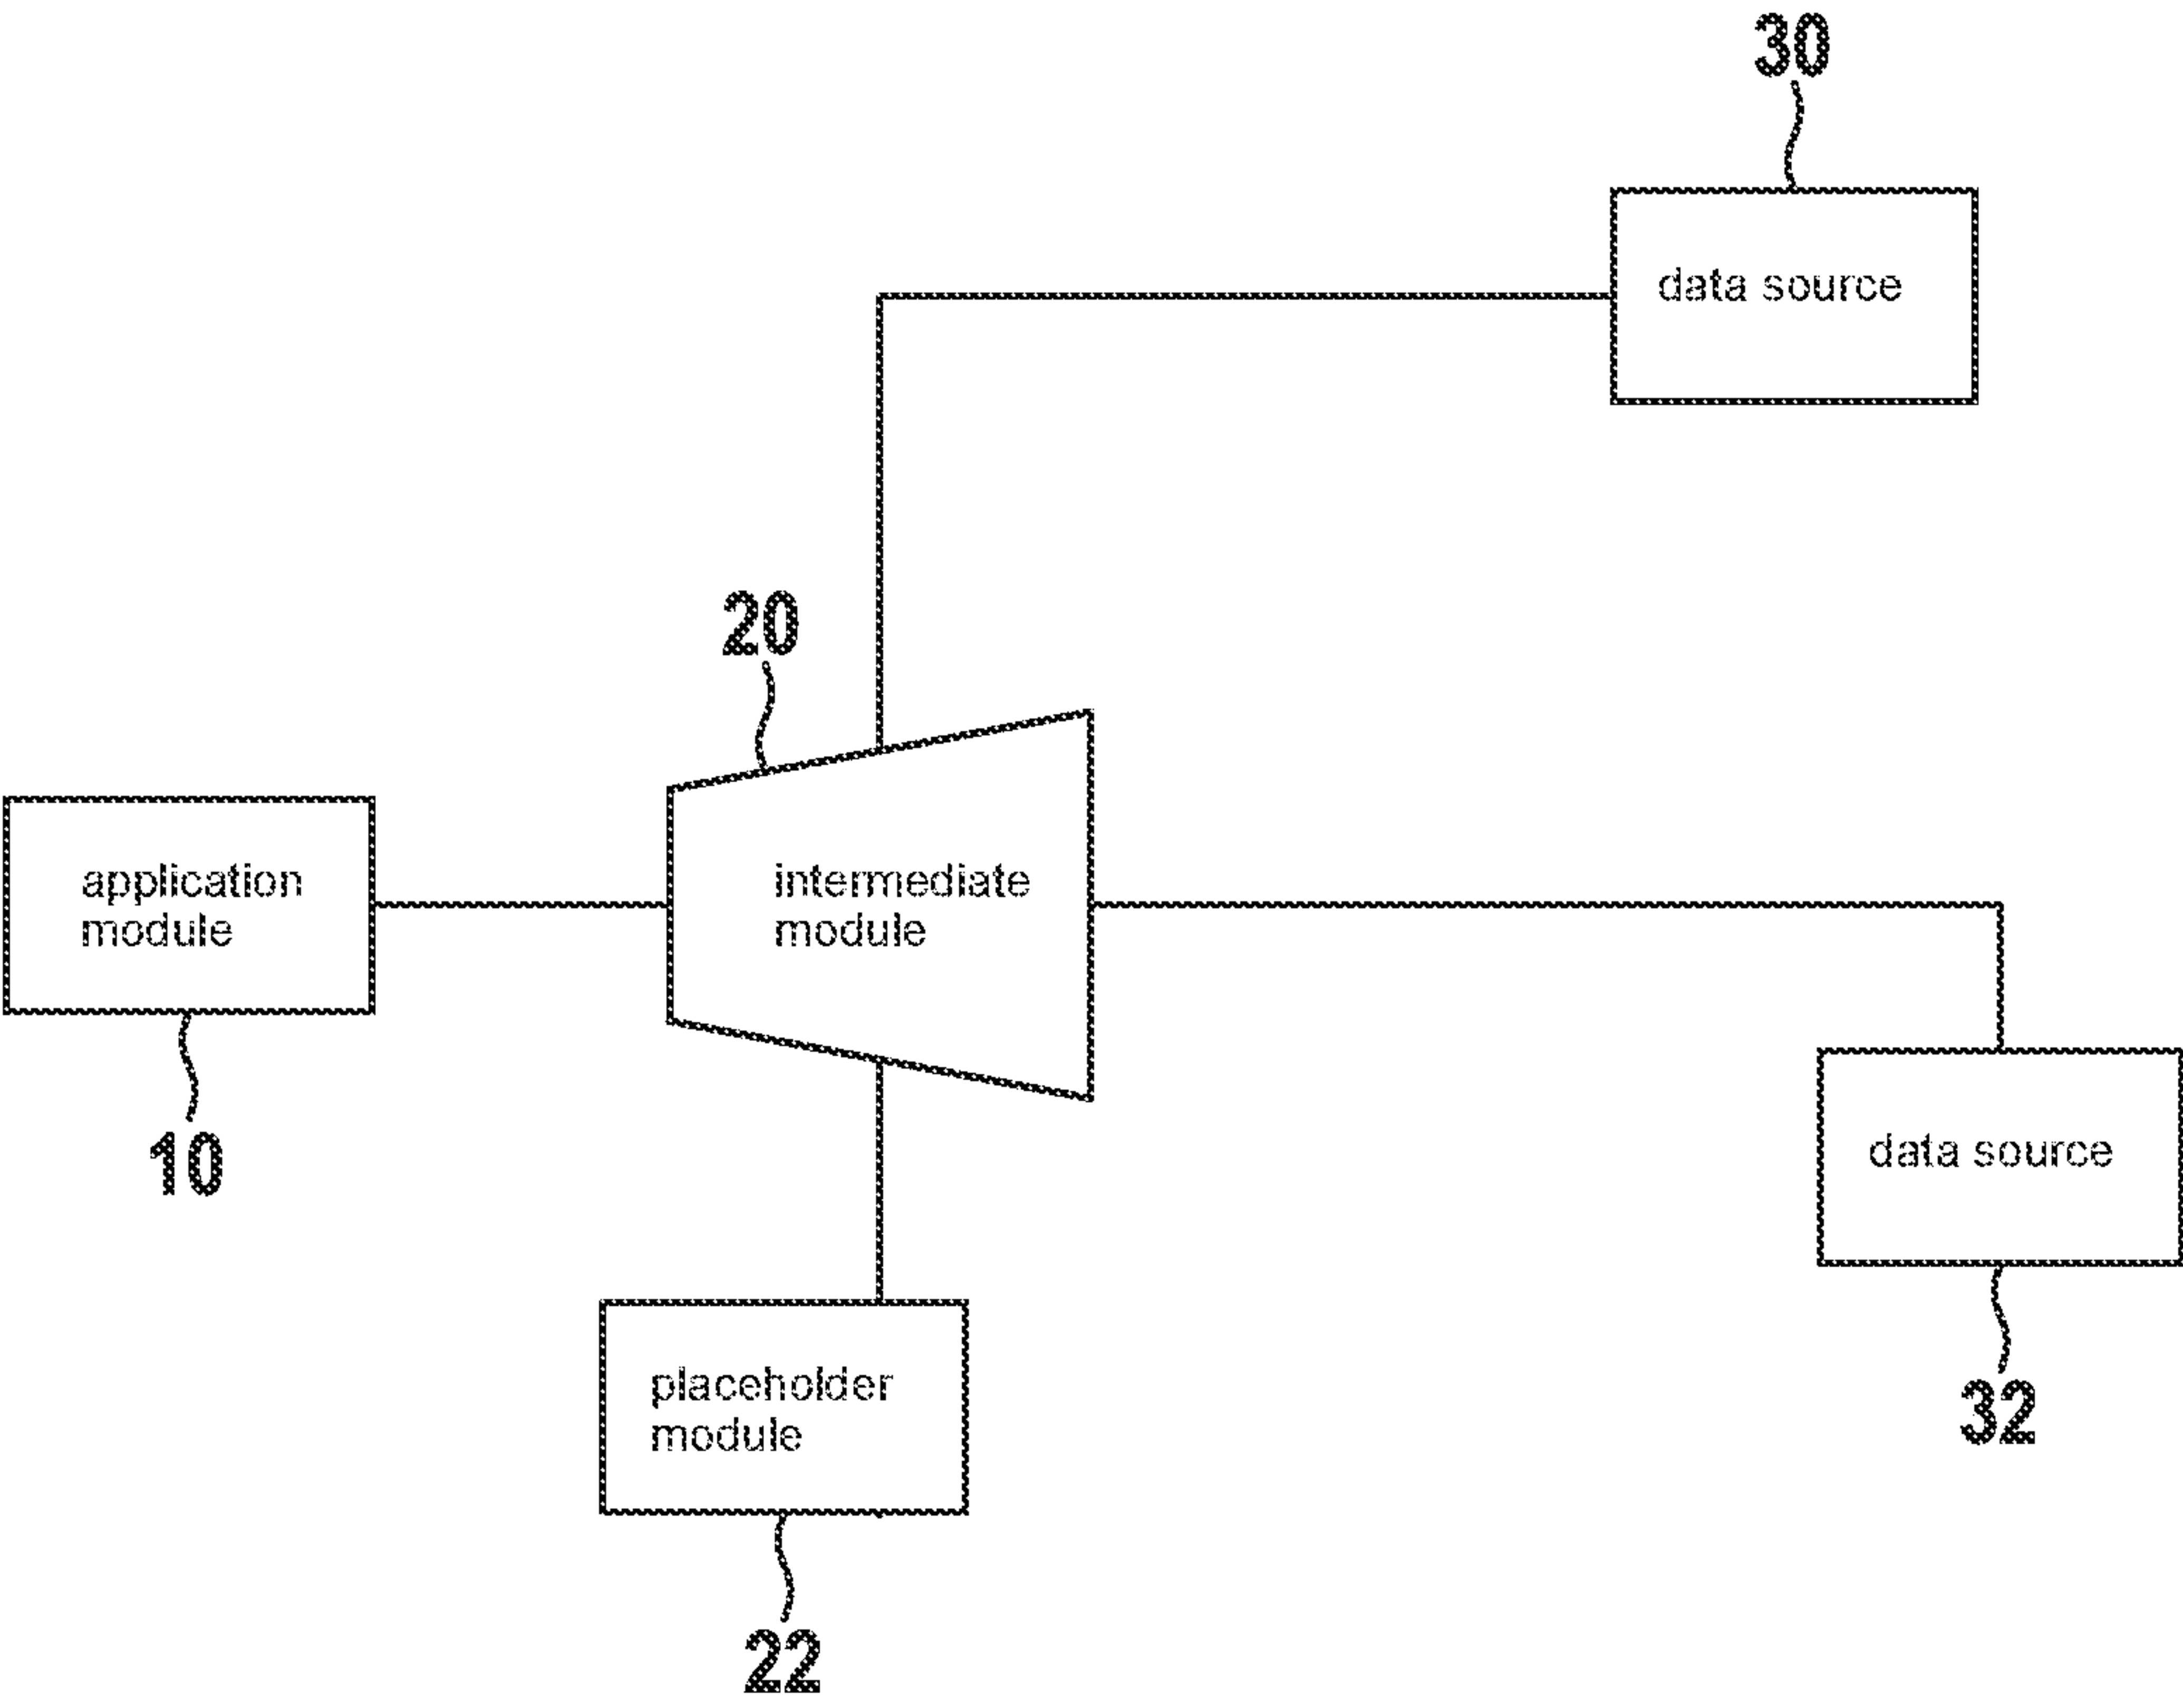 30
data source
20
application
module
intermediate
module
10
data source
placeholder
module
32
22